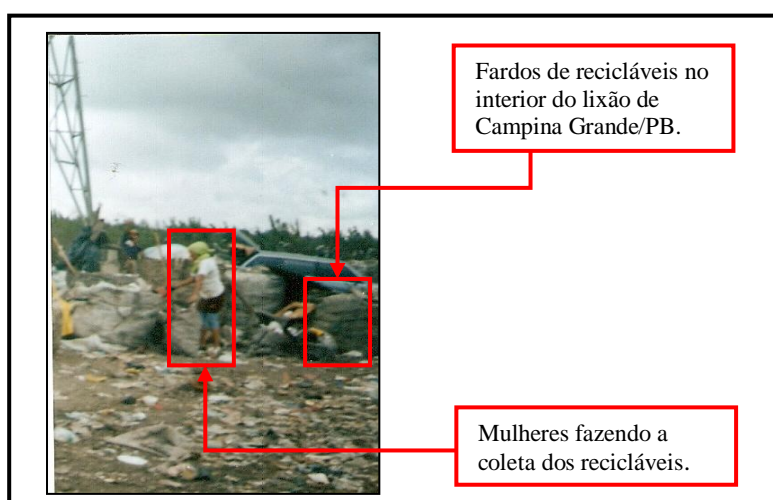 Fardos de recicláveis no
interior do lixão de
Campina Grande/PB.
Mulheres fazendo a
coleta dos recicláveis.